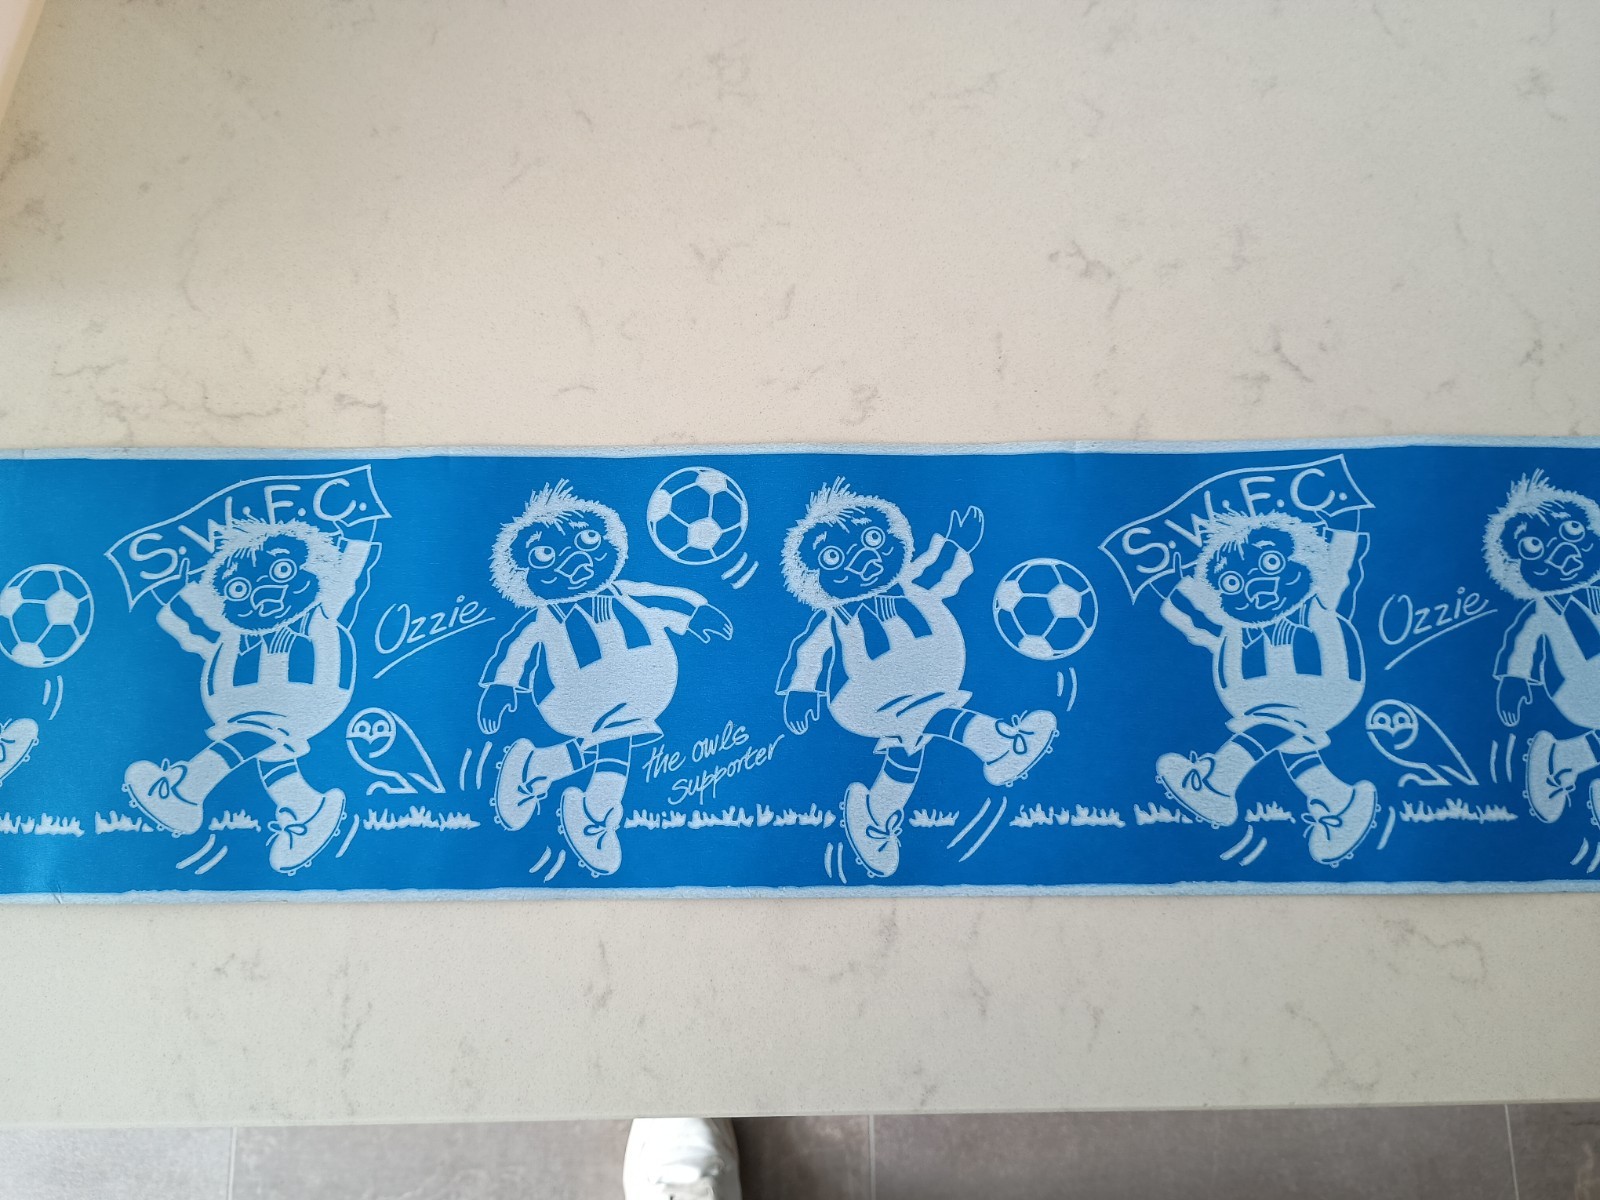 S.W.F.C.
Ozzie
the owls
supporter
S.W.F.C.
Ozzie